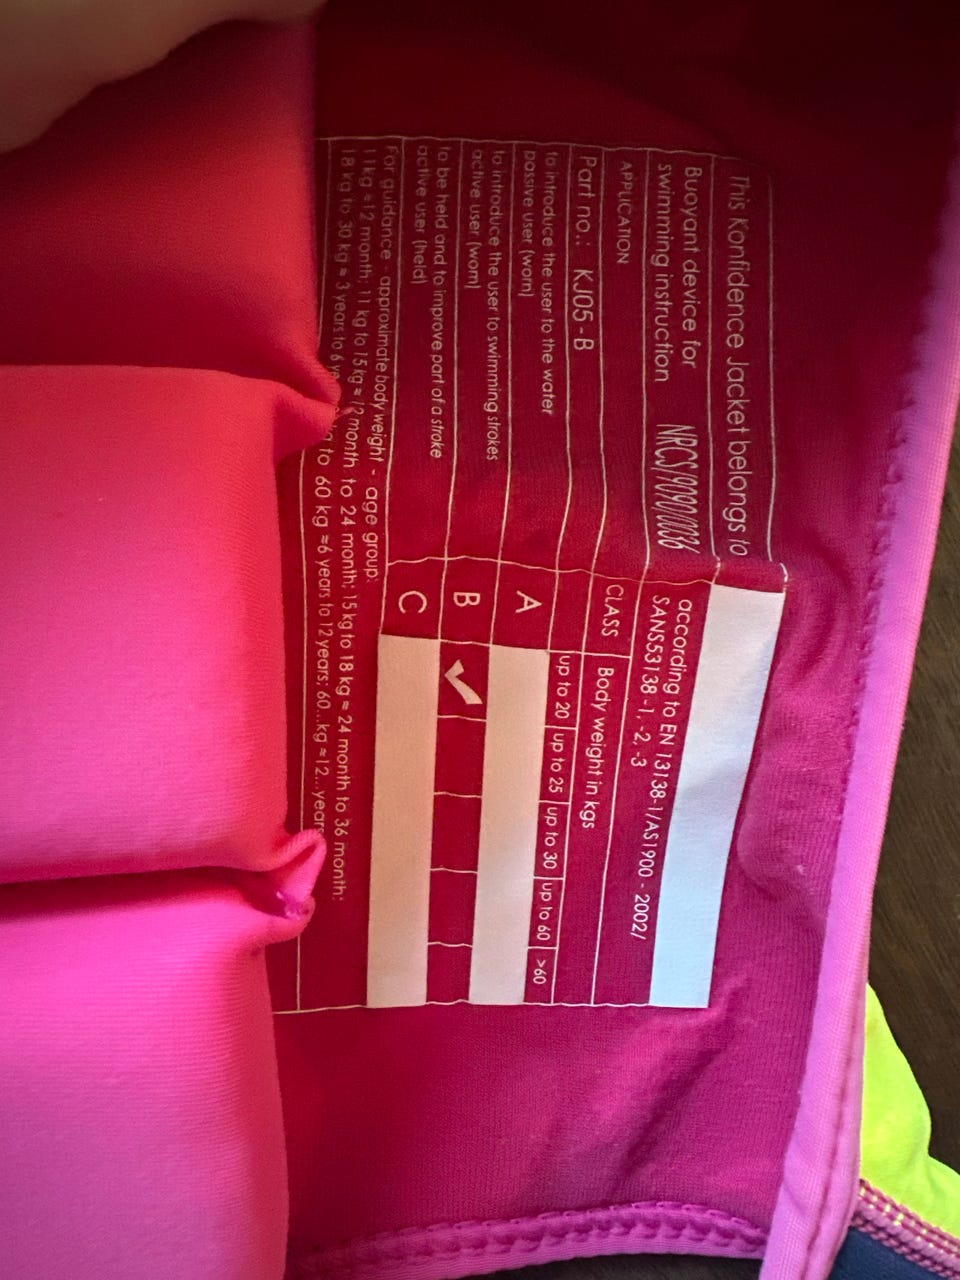 This Konfidence Jacket belongs to
Buoyant device for
swimming instruction
NRCS/9090/0036
according to EN 13138-1/AS1900 - 2002/
SANS53138 -1, -2, -3
APPLICATION
CLASS
Body weight in kgs
Part no.: KJ05 -B
up to 20
up to 25
up to 30
up to 60
>60
to introduce the user to the water
passive user (worn)
A
to introduce the user to swimming strokes
active user (worn)
B
✓
to be held and to improve part of a stroke
active user (held)
C
For guidance - approximate body weight - age group:
11kg ≈12 month; 11 kg to 15 kg ≈ 12 month to 24 month; 15 kg to 18 kg ≈ 24 month to 36 month;
18 kg to 30 kg ≈ 3 years to 6 to 60 kg ≈6 years to 12 years; 60...kg ≈12...years